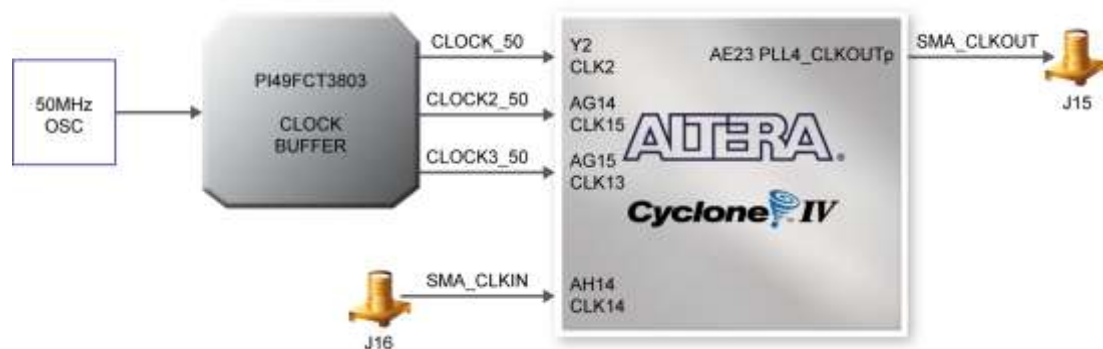 50MHz
OSC
PI49FCT3803
CLOCK
BUFFER
CLOCK_50
CLOCK2_50
CLOCK3_50
SMA_CLKIN
J16
Y2
CLK2
AG14
CLK15
AG15
CLK13
AH14
CLK14
AE23 PLL4_CLKOUTp
ALTERA®
Cyclone IV
SMA_CLKOUT
J15